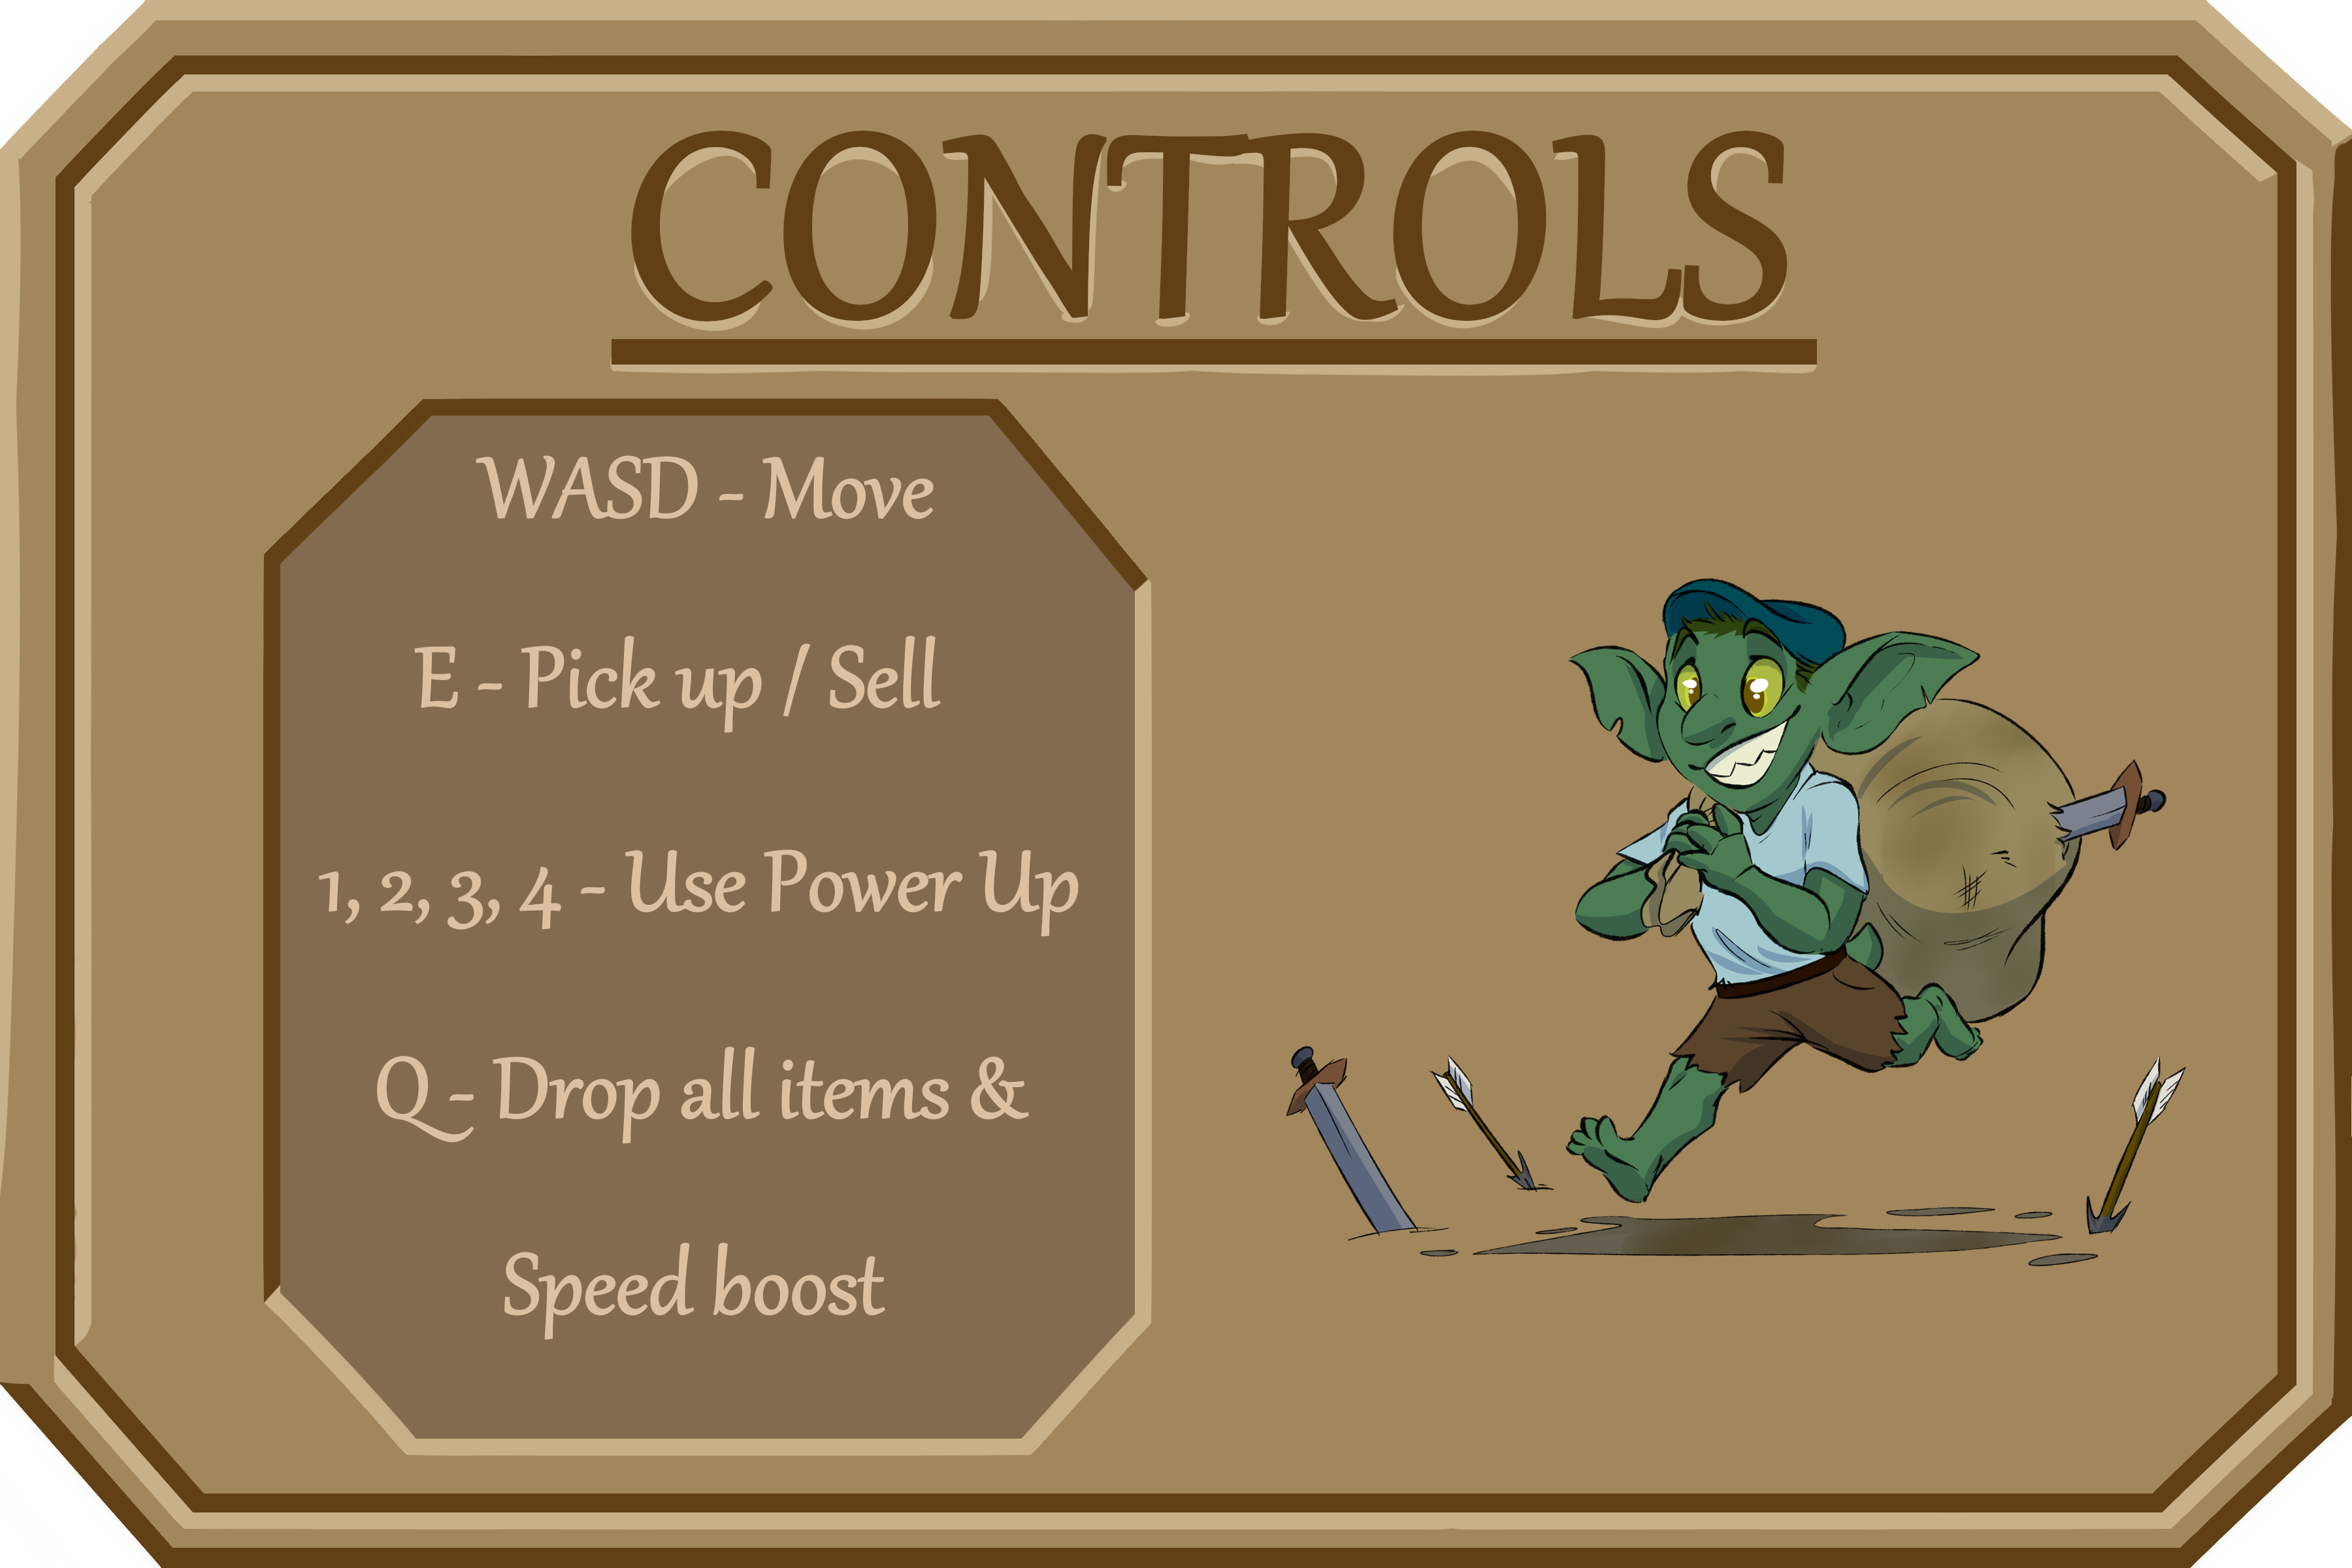 CONTROLS
WASD - Move
E - Pick up / Sell
1, 2, 3, 4 - Use Power Up
Q - Drop all items &
Speed boost